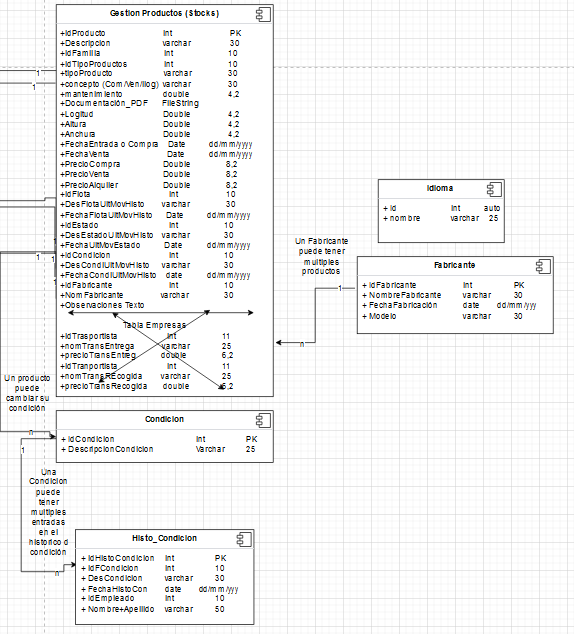 Gestion Productos (Stocks)
+idProducto Int PK
+Descripcion varchar 30
+idFamilia Int 10
+IdTipoProductos Int 10
+tipoProducto varchar 30
+concepto (Com/Ven/llog) varchar 30
+mantenimiento double 4,2
+Documentación_PDF FileString
+Logitud Double 4,2
+Altura Double 4,2
+Anchura Double 4,2
+FechaEntrada o Compra Date dd/mm/yyyy
+FechaVenta Date dd/mm/yyyy
+PrecioCompra Double 8,2
+PrecioVenta Double 8,2
+PrecioAlquiler Double 8,2
+idFlota Int 10
+DesFlotaUltMovHisto varchar 30
+FechaFlotaUltMovHisto Date dd/mm/yyyy
+idEstado Int 10
+DesEstadoUltMovHisto varchar 30
+FechaUltMovEstado Date dd/mm/yyyy
+idCondicion Int 10
+DesCondiUltMovHisto varchar 30
+FechaCondiUltMovHisto date dd/mm/yyyy
+idFabricante Int 10
+Nom Fabricante varchar 30
+Observaciones Texto
Tabla Empresas
+idTrasportista Int 11
+nomTransEntrega varchar 25
+precioTransEntreg double 6,2
+idTranportista Int 11
+nomTransREcogida varchar 25
+precioTransRecogida double 6,2
1
1
1
1
1
Idioma
+ id Int auto
+ nombre varchar 25
Un Fabricante
puede tener
multiples
productos
1
n
Fabricante
+ idFabricante Int PK
+ NombreFabricante varchar 30
+ FechaFabricación date dd/mm/yyy
+ Modelo varchar 30
Un producto
puede
cambiar su
condición
n
Condicion
+ idCondicion Int PK
+ DescripcionCondicion Varchar 25
1
Una
Condicion
puede
tener
multiples
entradas
en el
historico d
condición
n
Histo_Condicion
+ IdHistoCondicion Int PK
+ IdFCondicion Int 10
+ DesCondicion varchar 30
+ FechaHistoCon date dd/mm/yyy
+ idEmpleado Int 10
+ Nombre+Apellido varchar 50